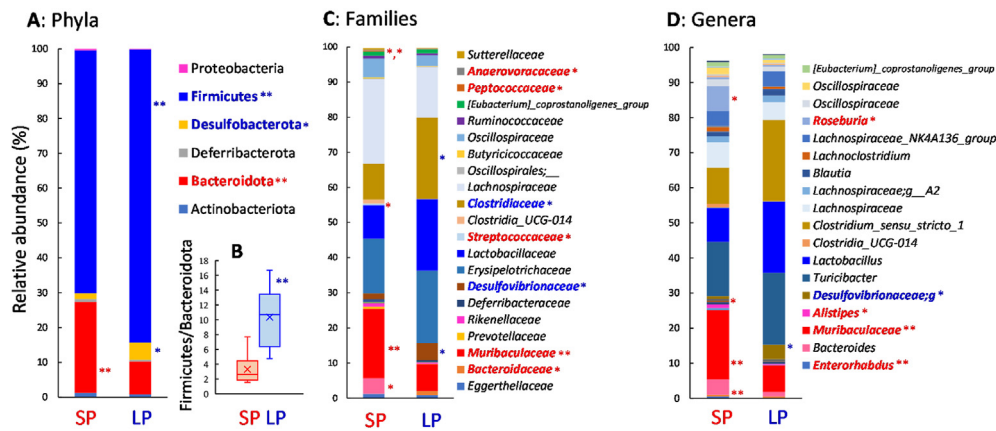 A: Phyla
Relative abundance (%)
100
90
80
70
60
50
40
30
20
10
0
**
*
**
SP LP
Proteobacteria
Firmicutes **
Desulfobacterota*
Deferribacterota
Bacteroidota**
Actinobacteriota
B
Firmicutes/Bacteroidota
18
16
14
12
10
8
6
4
2
0
**
SP LP
C: Families
100
90
80
70
60
50
40
30
20
10
0
*,*
*
*
**
*
*
SP LP
Sutterellaceae
Anaerovoracaceae *
Peptococcaceae *
[Eubacterium]_coprostanoligenes_group
Ruminococcaceae
Oscillospiraceae
Butyricicoccaceae
Oscillospirales;__
Lachnospiraceae
Clostridiaceae *
Clostridia_UCG-014
Streptococcaceae *
Lactobacillaceae
Erysipelotrichaceae
Desulfovibrionaceae *
Deferribacteraceae
Rikenellaceae
Prevotellaceae
Muribaculaceae **
Bacteroidaceae *
Eggerthellaceae
D: Genera
100
90
80
70
60
50
40
30
20
10
0
*
*
*
**
**
SP LP
[Eubacterium]_coprostanoligenes_group
Oscillospiraceae
Oscillospiraceae
Roseburia *
Lachnospiraceae_NK4A136_group
Lachnoclostridium
Blautia
Lachnospiraceae;g__A2
Lachnospiraceae
Clostridium_sensu_stricto_1
Clostridia_UCG-014
Lactobacillus
Turicibacter
Desulfovibrionaceae;g *
Alistipes *
Muribaculaceae **
Bacteroides
Enterorhabdus **